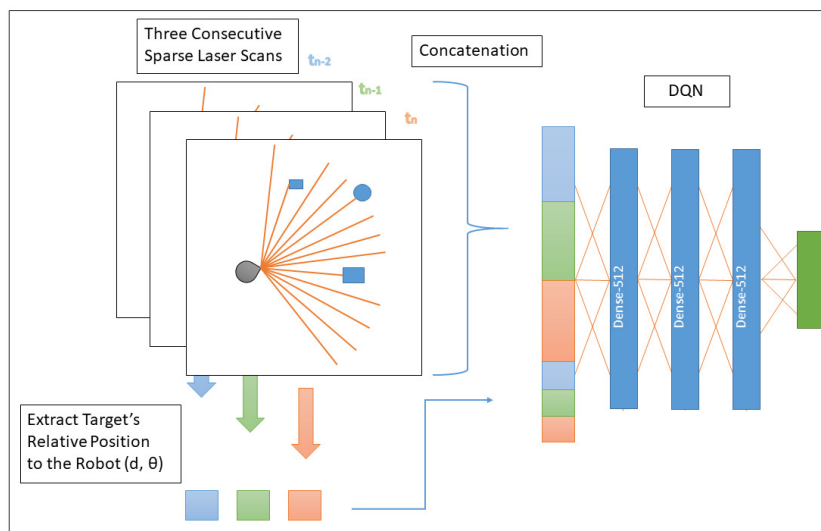 Three Consecutive
Sparse Laser Scans
tn-2
tn-1
tn
Concatenation
DQN
Dense-512
Dense-512
Dense-512
Extract Target's
Relative Position
to the Robot (d, θ)